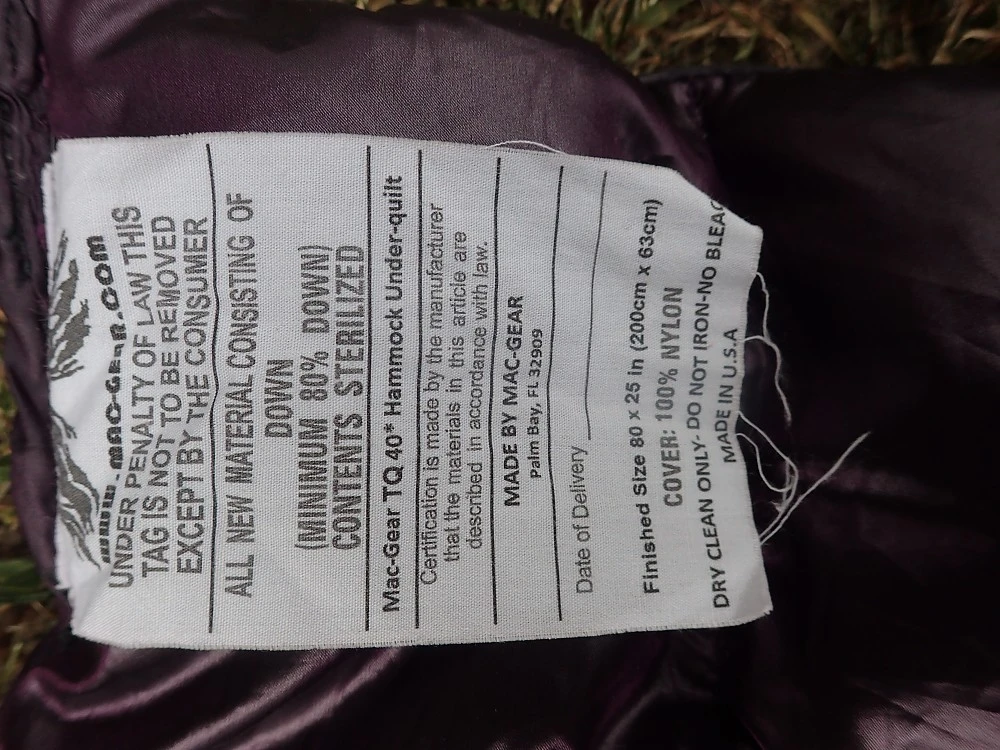 www.mac-gear.com
UNDER PENALTY OF LAW THIS
TAG IS NOT TO BE REMOVED
EXCEPT BY THE CONSUMER
ALL NEW MATERAL CONSISTING OF
DOWN
(MINIMUM 80% DOWN)
CONTENTS STERILIZED
Mac-Gear TQ 40* Hammock Under-quilt
Certification is made by the manufacturer
that the materials in this article are
described in accordance with law.
MADE BY MAC-GEAR
Palm Bay, FL 32909
Date of Delivery
Finished Size 80 x 25 in (200cm x 63cm)
COVER: 100% NYLON
DRY CLEAN ONLY- DO NOT IRON-NO BLEAC
MADE IN U.S.A